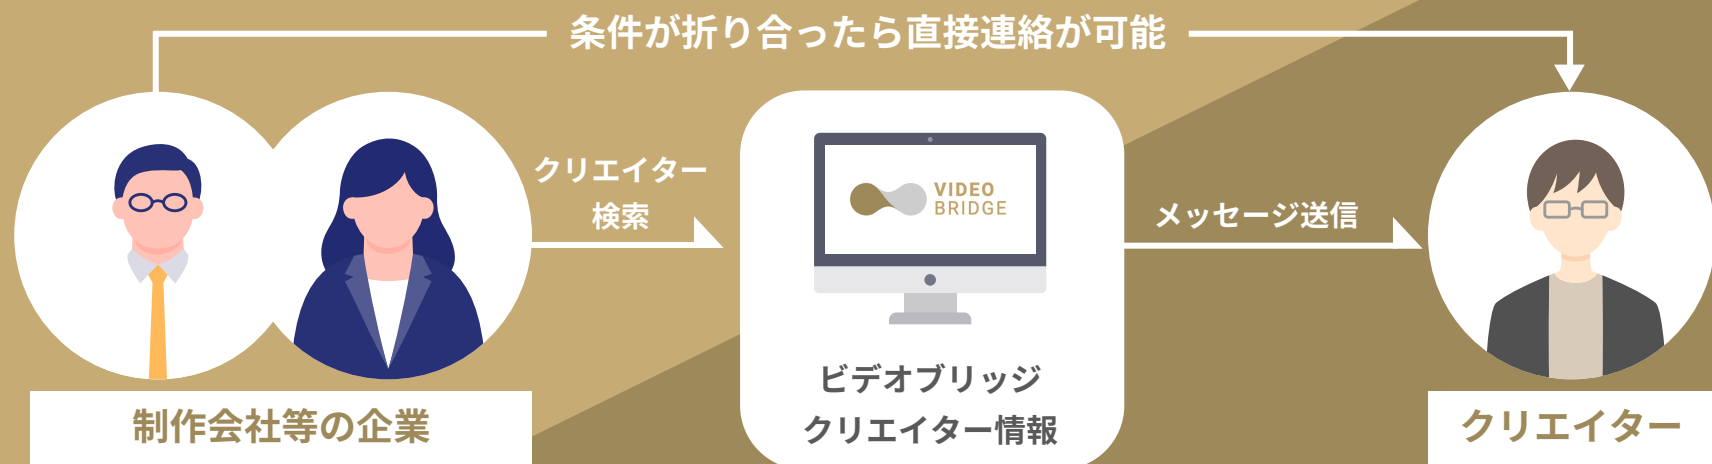 条件が折り合ったら直接連絡が可能
クリエイター
検索
VIDEO
BRIDGE
メッセージ送信
ビデオブリッジ
クリエイター情報
制作会社等の企業
クリエイター